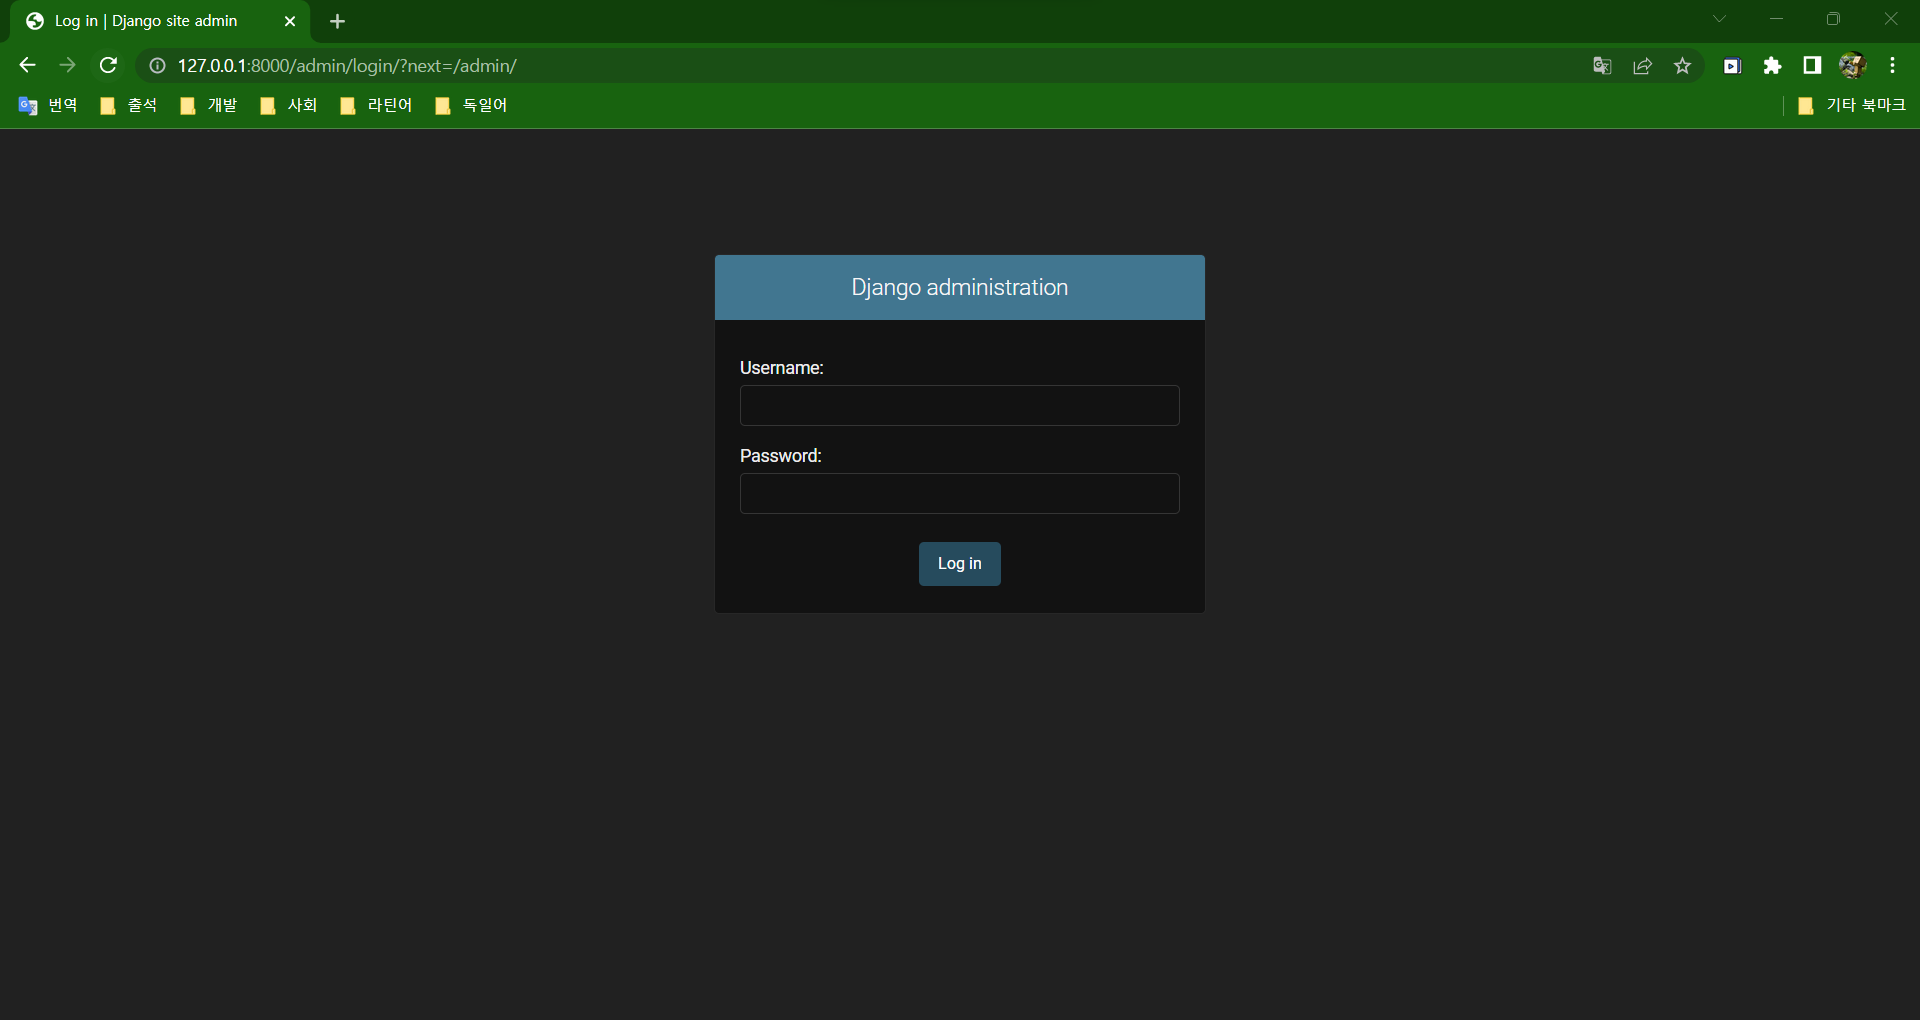 Log in | Django site admin
127.0.0.1:8000/admin/login/?next=/admin/
번역 출석 개발 사회 라틴어 독일어 기타 북마크
Django administration
Username:
Password:
Log in